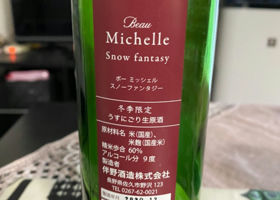 Beau
Michelle
Snow fantasy
ボー ミッシェル
スノーファンタジー
冬季限定
うすにごり生原酒
原材料名 米(国産)、
米麹(国産米)
精米歩合 60%
アルコール分 9度
製造者
伴野酒造株式会社
長野県佐久市野沢 123
TEL 0267-62-0021